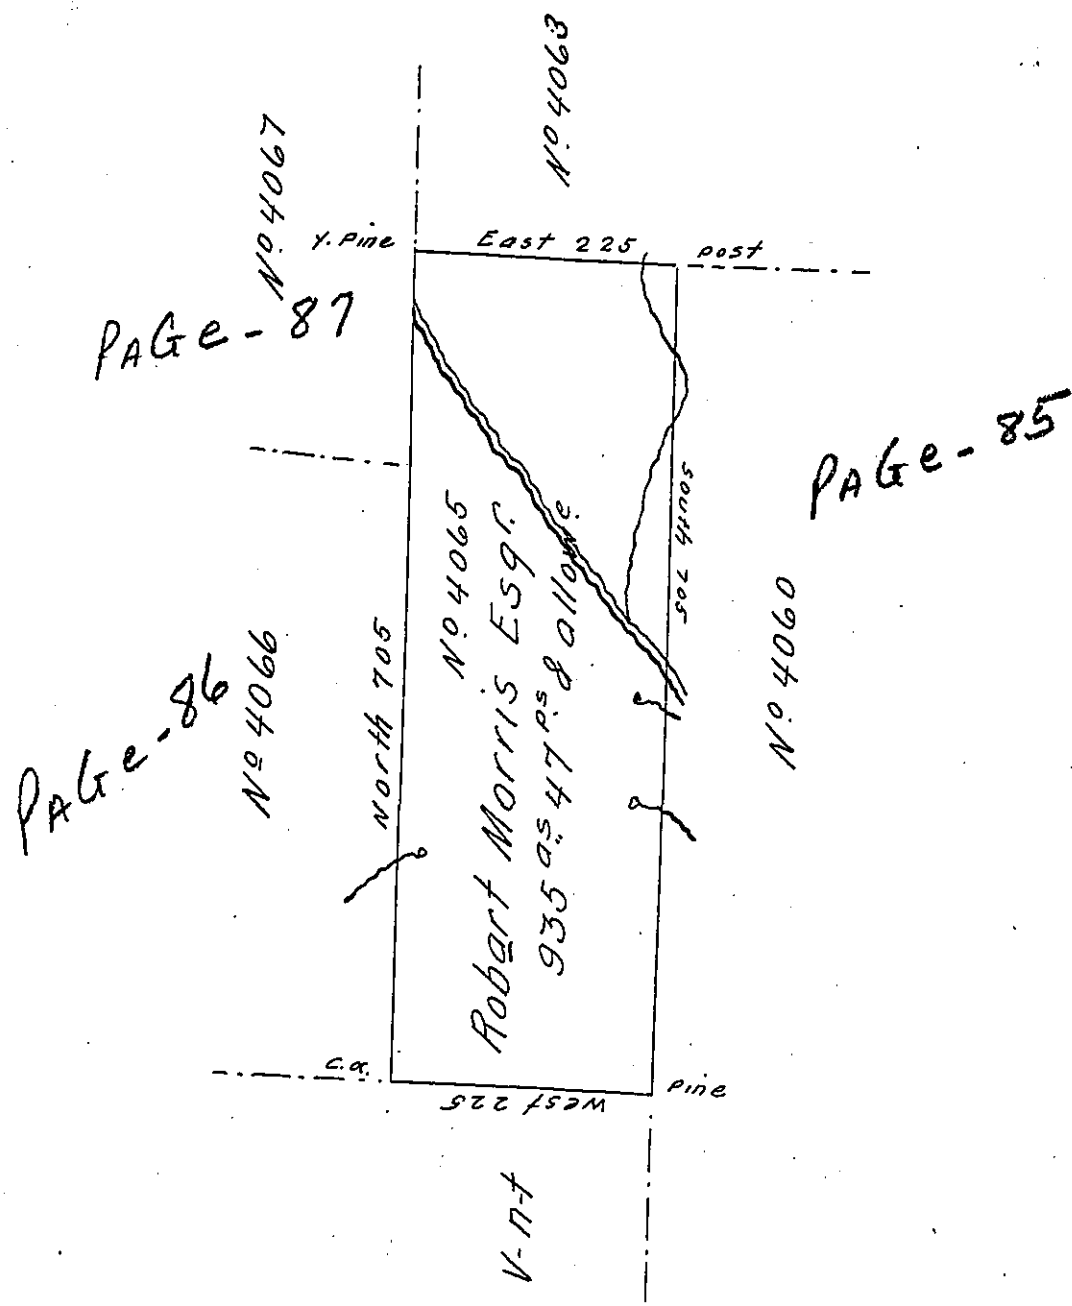 Nº 4063
Nº 4067
Y. Pine
East 225
post
PAGe - 87
PAGe - 85
South 705
Nº 4065
Robart Morris Esqr.
935 as.. 47 Ps & allow.e.
North 705
Nº 4066
PAGe - 86
Nº 4060
C.O.
West 225
Pine
V-n-t